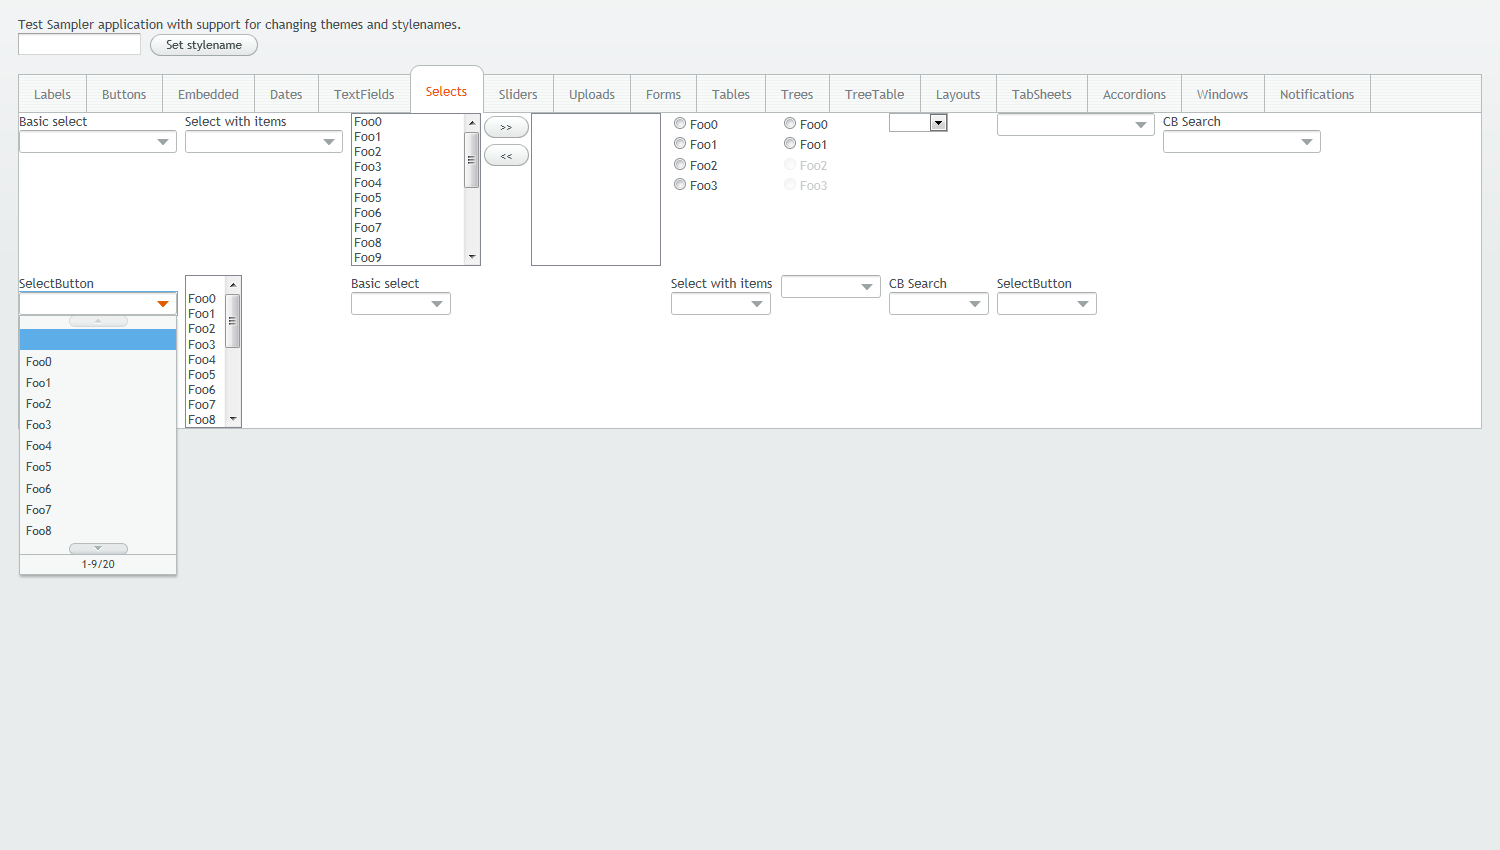 Test Sampler application with support for changing themes and stylenames.
Set stylename
Labels
Buttons
Embedded
Dates
TextFields
Selects
Sliders
Uploads
Forms
Tables
Trees
TreeTable
Layouts
TabSheets
Accordions
Windows
Notifications
Basic select
Select with items
Foo0
Foo1
Foo2
Foo3
Foo4
Foo5
Foo6
Foo7
Foo8
Foo9
>>
<<
Foo0
Foo1
Foo2
Foo3
Foo0
Foo1
Foo2
Foo3
CB Search
SelectButton
Foo0
Foo1
Foo2
Foo3
Foo4
Foo5
Foo6
Foo7
Foo8
1-9/20
Foo0
Foo1
Foo2
Foo3
Foo4
Foo5
Foo6
Foo7
Foo8
Basic select
Select with items
CB Search
SelectButton